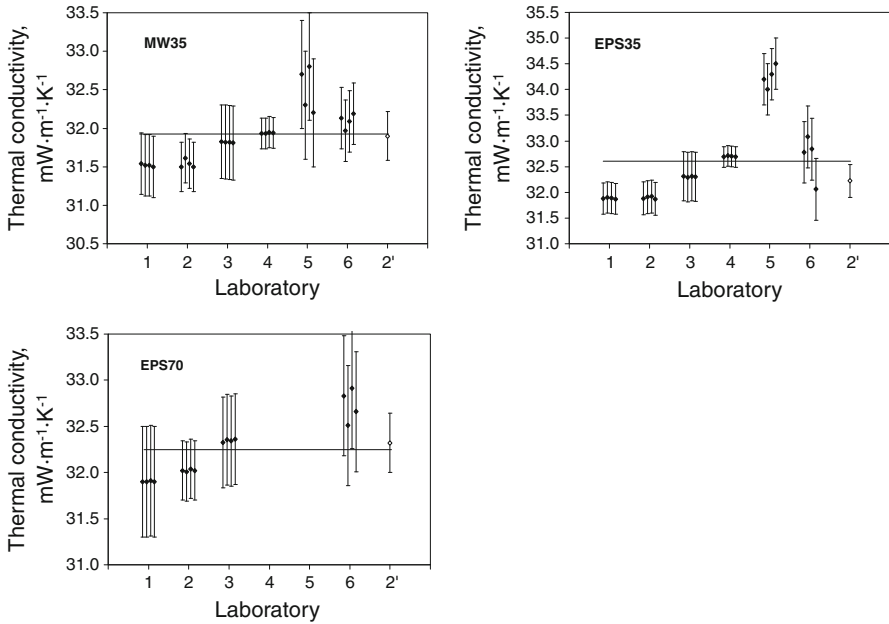 MW35
Thermal conductivity,
mW·m⁻¹·K⁻¹
33.5
33.0
32.5
32.0
31.5
31.0
30.5
1 2 3 4 5 6 2'
Laboratory
EPS35
Thermal conductivity,
mW·m⁻¹·K⁻¹
35.5
35.0
34.5
34.0
33.5
33.0
32.5
32.0
31.5
31.0
1 2 3 4 5 6 2'
Laboratory
EPS70
Thermal conductivity,
mW·m⁻¹·K⁻¹
33.5
33.0
32.5
32.0
31.5
31.0
1 2 3 4 5 6 2'
Laboratory